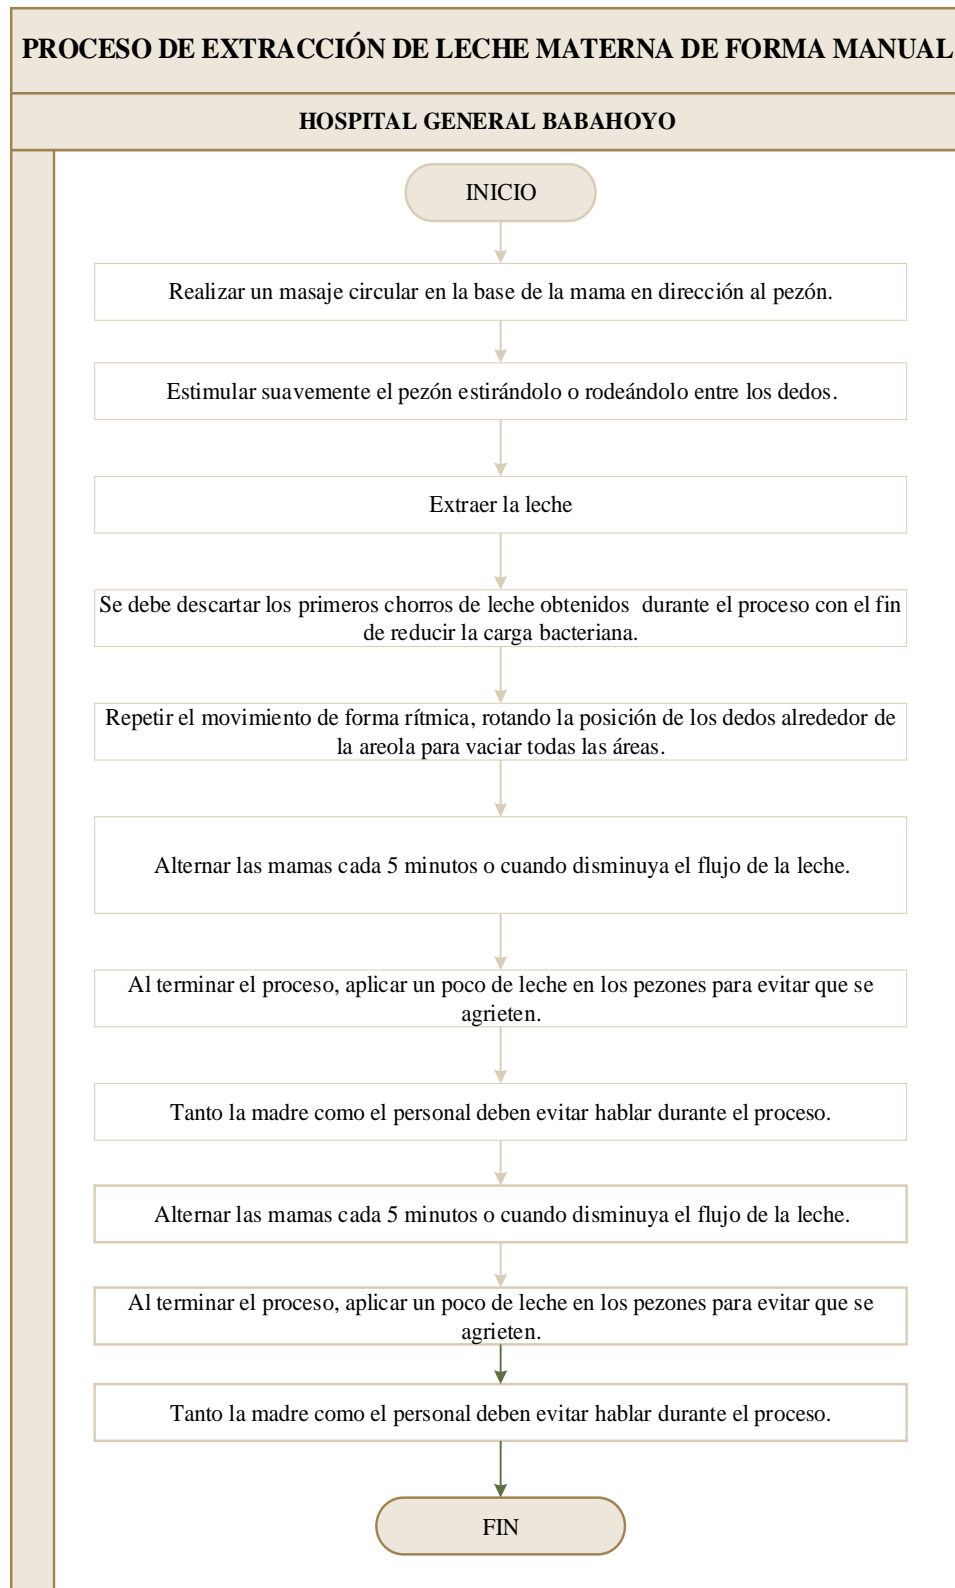 PROCESO DE EXTRACCIÓN DE LECHE MATERNA DE FORMA MANUAL
HOSPITAL GENERAL BABAHOYO
INICIO
Realizar un masaje circular en la base de la mama en dirección al pezón.
Estimular suavemente el pezón estirándolo o rodeándolo entre los dedos.
Extraer la leche
Se debe descartar los primeros chorros de leche obtenidos durante el proceso con el fin
de reducir la carga bacteriana.
Repetir el movimiento de forma rítmica, rotando la posición de los dedos alrededor de
la areola para vaciar todas las áreas.
Alternar las mamas cada 5 minutos o cuando disminuya el flujo de la leche.
Al terminar el proceso, aplicar un poco de leche en los pezones para evitar que se
agrieten.
Tanto la madre como el personal deben evitar hablar durante el proceso.
Alternar las mamas cada 5 minutos o cuando disminuya el flujo de la leche.
Al terminar el proceso, aplicar un poco de leche en los pezones para evitar que se
agrieten.
Tanto la madre como el personal deben evitar hablar durante el proceso.
FIN